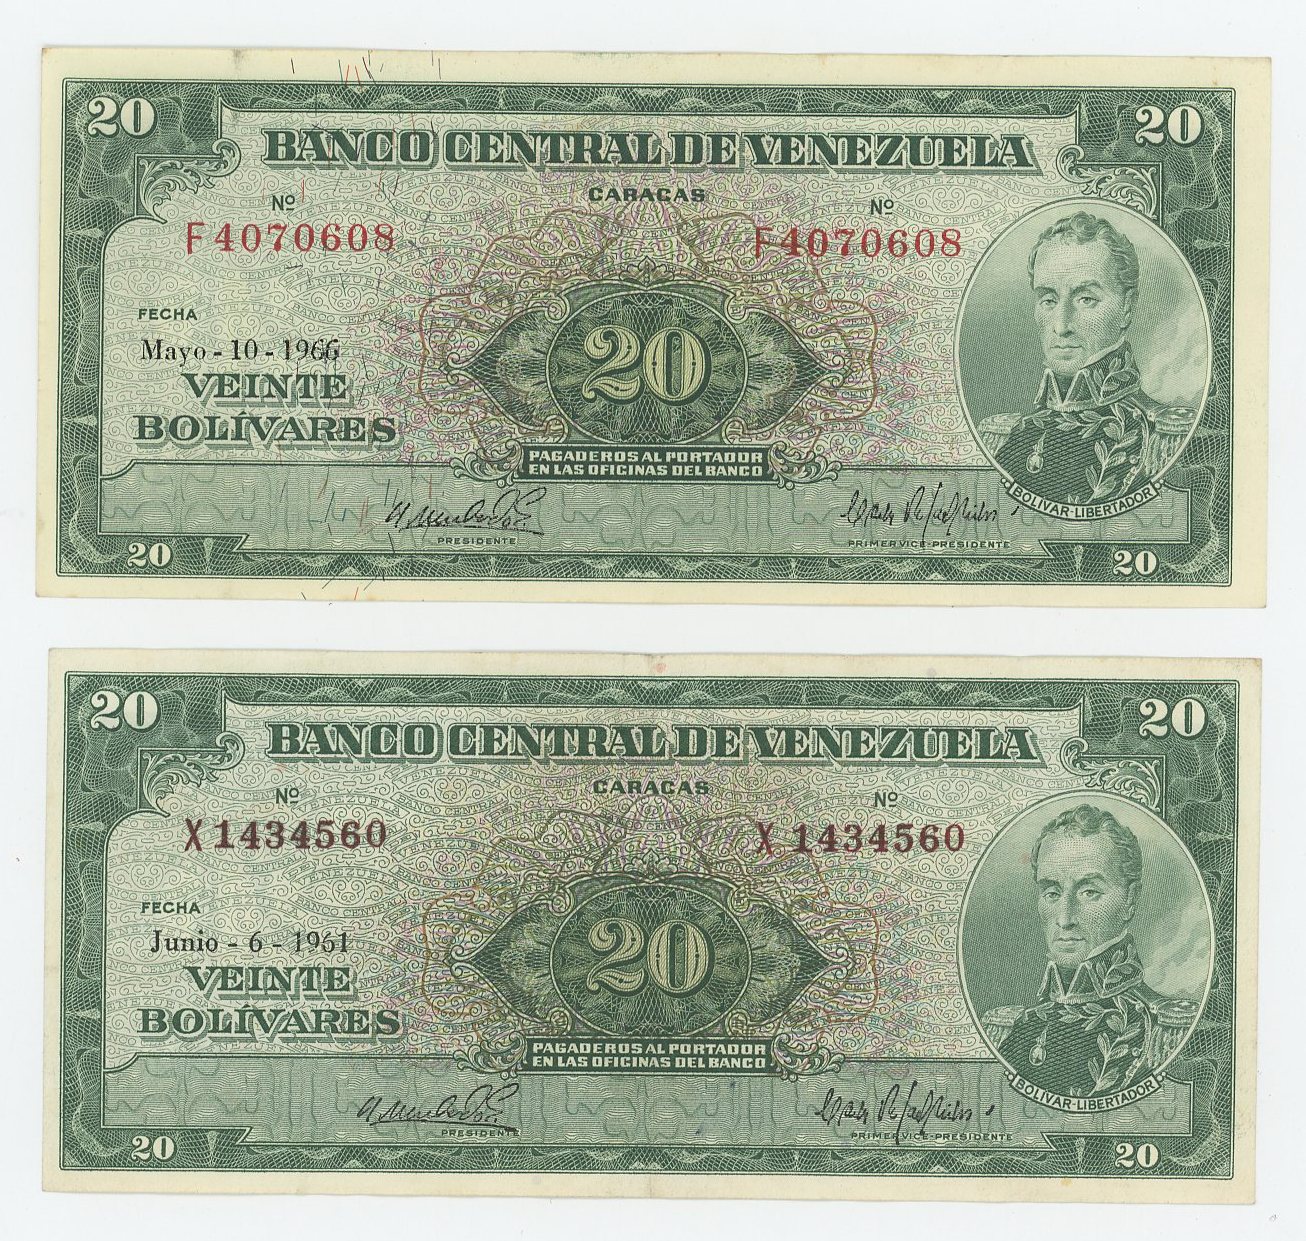 20 20
BANCO CENTRAL DE VENEZUELA
CARACAS
Nº Nº
F4070608 F4070608
FECHA
Mayo - 10 - 1966
20
VEINTE
BOLÍVARES
PAGADEROS AL PORTADOR
EN LAS OFICINAS DEL BANCO
BOLIVAR-LIBERTADOR
PRESIDENTE PRIMER VICE-PRESIDENTE
20 20
20 20
BANCO CENTRAL DE VENEZUELA
CARACAS
Nº Nº
X1434560 X1434560
FECHA
Junio - 6 - 1961
20
VEINTE
BOLÍVARES
PAGADEROS AL PORTADOR
EN LAS OFICINAS DEL BANCO
BOLIVAR-LIBERTADOR
PRESIDENTE PRIMER VICE-PRESIDENTE
20 20